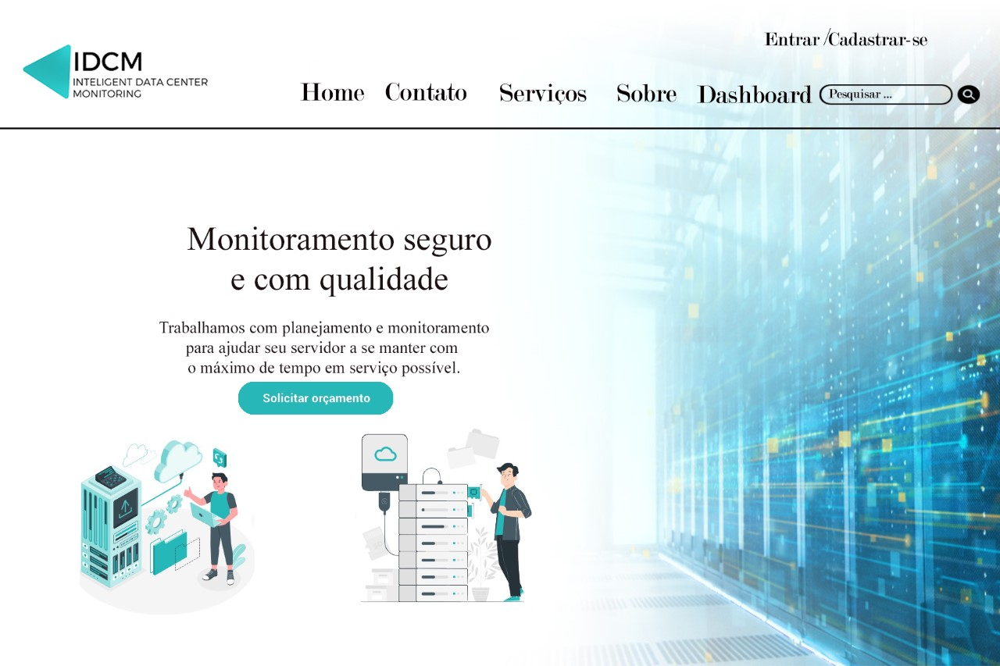 Entrar /Cadastrar-se
IDCM
INTELIGENT DATA CENTER
MONITORING
Home Contato Serviços Sobre Dashboard Pesquisar ...
Monitoramento seguro
e com qualidade
Trabalhamos com planejamento e monitoramento
para ajudar seu servidor a se manter com
o máximo de tempo em serviço possível.
Solicitar orçamento